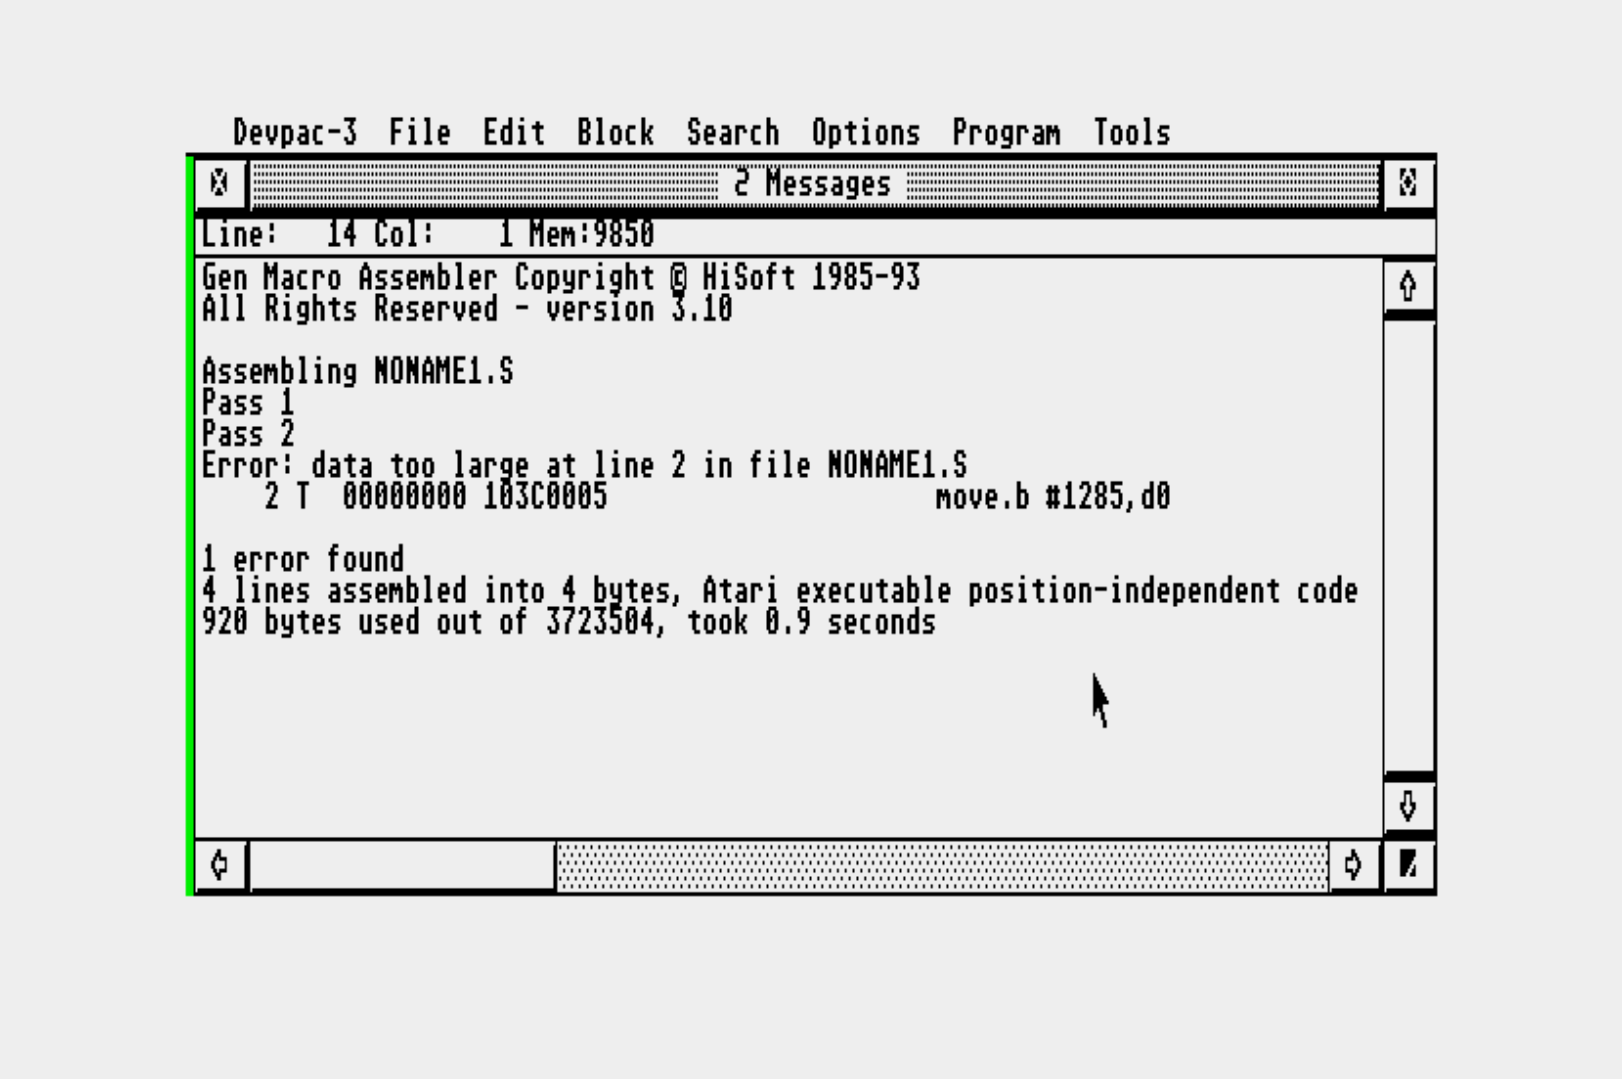 Devpac-3 File Edit Block Search Options Program Tools
2 Messages
Line: 14 Col: 1 Mem:9850
Gen Macro Assembler Copyright © HiSoft 1985-93
All Rights Reserved - version 3.10
Assembling NONAME1.S
Pass 1
Pass 2
Error: data too large at line 2 in file NONAME1.S
2 T 00000000 103C0005 move.b #1285,d0
1 error found
4 lines assembled into 4 bytes, Atari executable position-independent code
920 bytes used out of 3723504, took 0.9 seconds